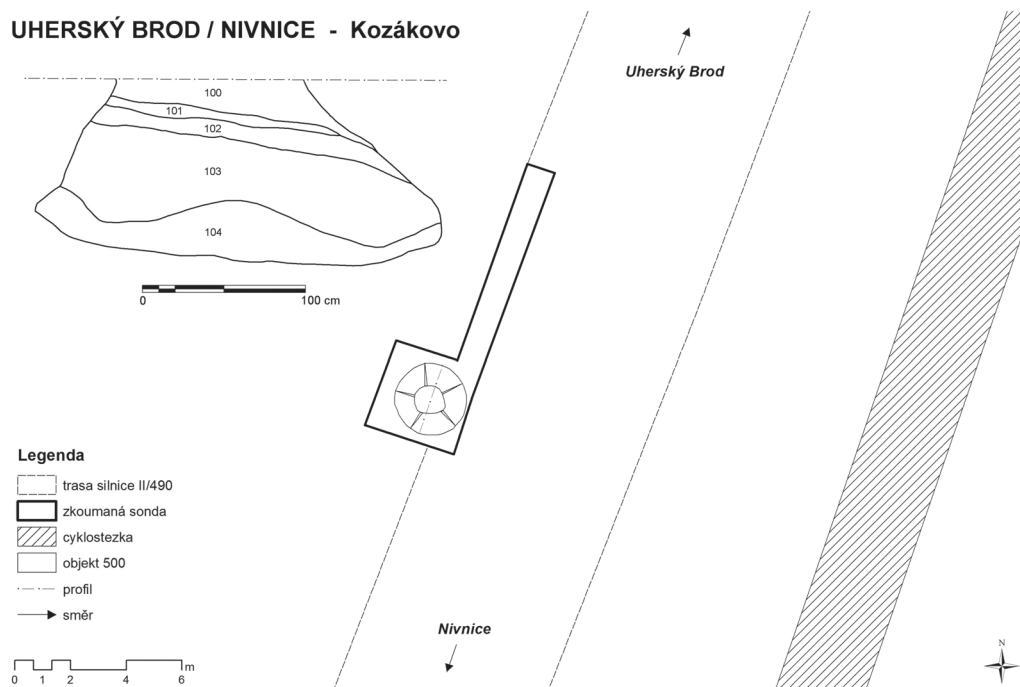 UHERSKÝ BROD / NIVNICE - Kozákovo
Uherský Brod
100
101
102
103
104
0 100 cm
Legenda
trasa silnice II/490
zkoumaná sonda
cyklostezka
objekt 500
profil
směr
Nivnice
N
m
0 1 2 4 6